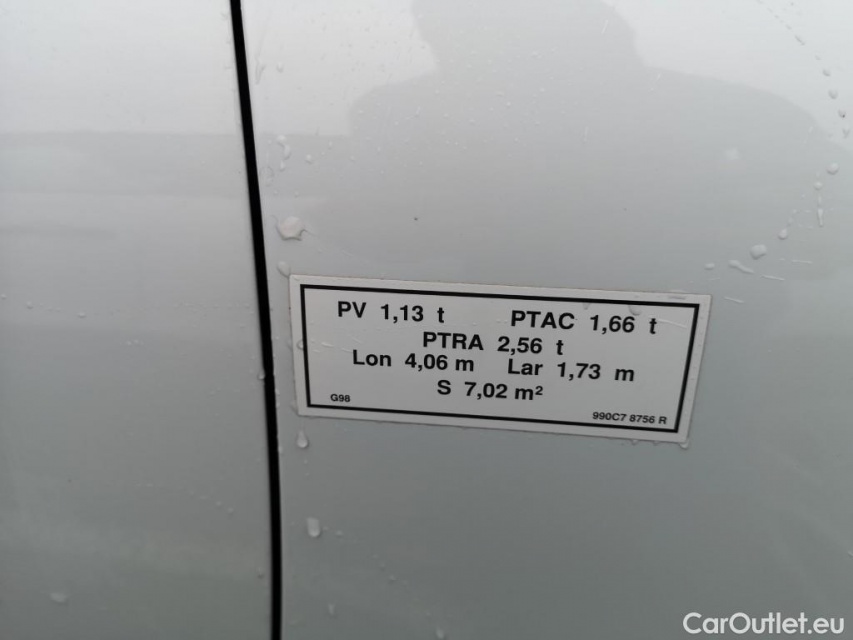 PV 1,13 t PTAC 1,66 t
PTRA 2,56 t
Lon 4,06 m Lar 1,73 m
S 7,02 m²
G98 990C7 8756 R
CarOutlet.eu